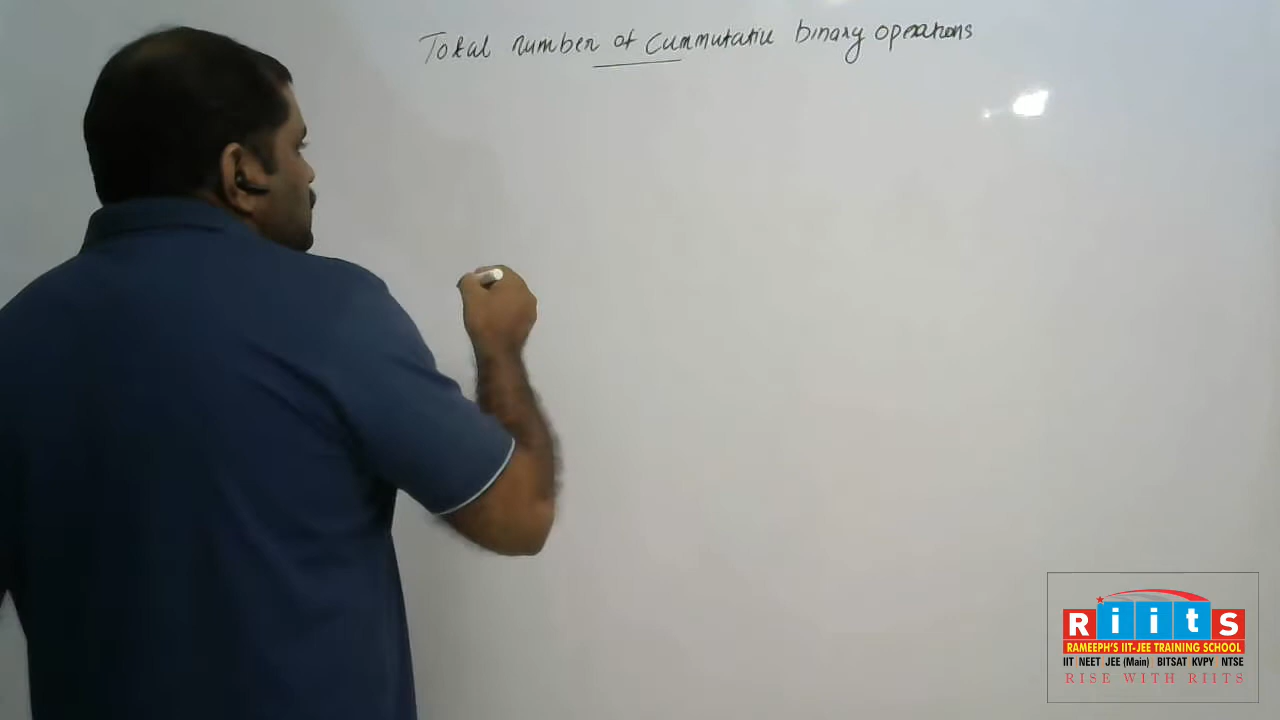 Total number of Cummutative binary operations
RiitS
RAMEEPH'S IIT-JEE TRAINING SCHOOL
IIT NEET JEE (Main) BITSAT KVPY NTSE
RISE WITH RIITS